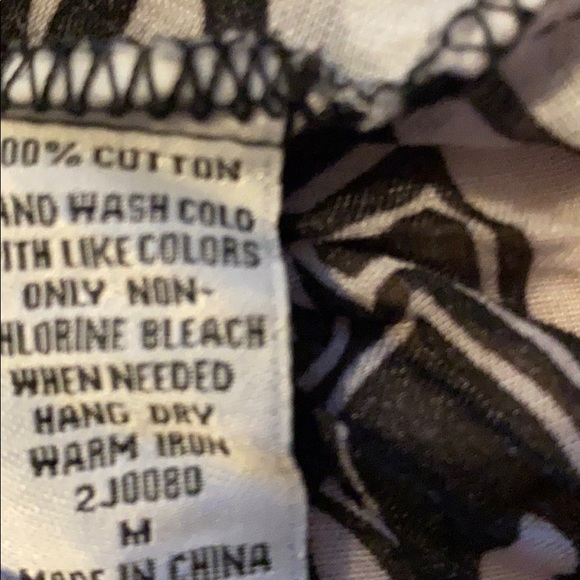 00% COTTON
AND WASH COLD
ITH LIKE COLORS
ONLY NON-
HLORINE BLEACH
WHEN NEEDED
HANG DRY
WARM IRON
2J0080
M
MADE IN CHINA